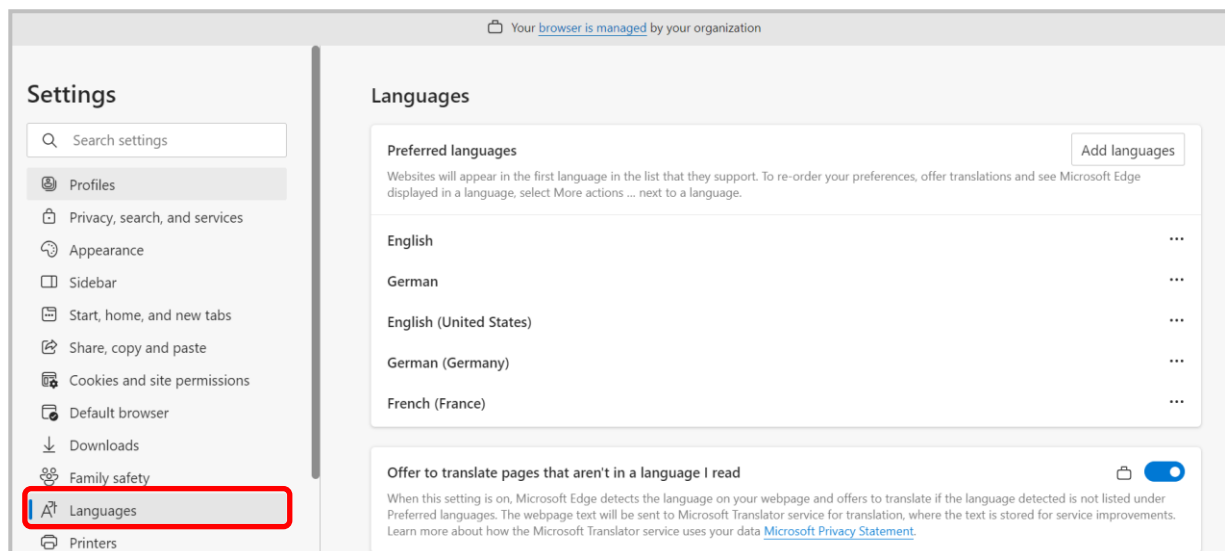 Your browser is managed by your organization
Settings
Search settings
Profiles
Privacy, search, and services
Appearance
Sidebar
Start, home, and new tabs
Share, copy and paste
Cookies and site permissions
Default browser
Downloads
Family safety
Languages
Printers
Languages
Preferred languages
Add languages
Websites will appear in the first language in the list that they support. To re-order your preferences, offer translations and see Microsoft Edge
displayed in a language, select More actions ... next to a language.
English
German
English (United States)
German (Germany)
French (France)
Offer to translate pages that aren't in a language I read
When this setting is on, Microsoft Edge detects the language on your webpage and offers to translate if the language detected is not listed under
Preferred languages. The webpage text will be sent to Microsoft Translator service for translation, where the text is stored for service improvements.
Learn more about how the Microsoft Translator service uses your data Microsoft Privacy Statement.